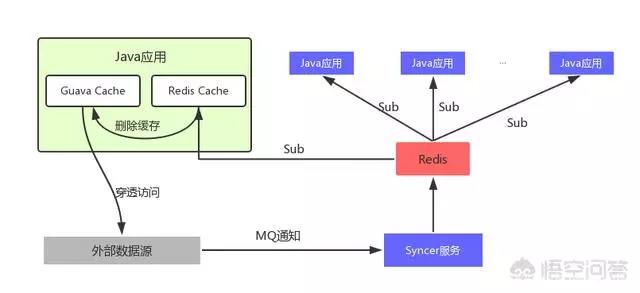 Java应用
Guava Cache
Redis Cache
删除缓存
Java应用
Java应用
...
Java应用
Sub
Sub
Sub
Sub
Redis
穿透访问
外部数据源
MQ通知
Syncer服务
悟空问答